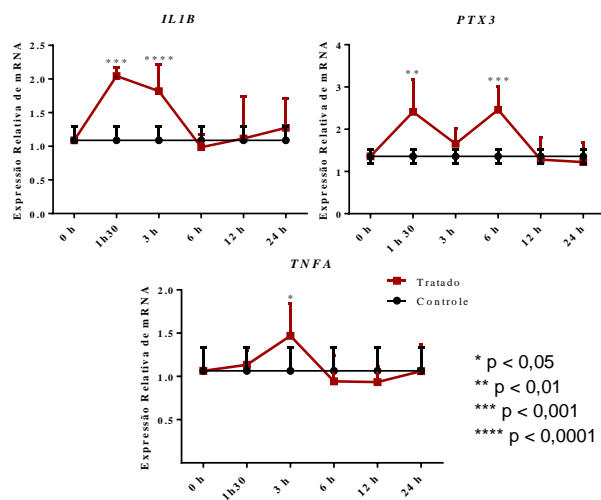 IL1B
Expressão Relativa de mRNA
2.5
2.0
1.5
1.0
0.5
0.0
***
****
0 h
1h30
3 h
6 h
12 h
24 h
PTX3
Expressão Relativa de mRNA
4
3
2
1
0
**
***
0 h
1 h30
3 h
6 h
12 h
24 h
TNFA
Expressão Relativa de mRNA
2.0
1.5
1.0
0.5
*
0 h
1h30
3 h
6 h
12 h
24 h
Tratado
Controle
* p < 0,05
** p < 0,01
*** p < 0,001
**** p < 0,0001